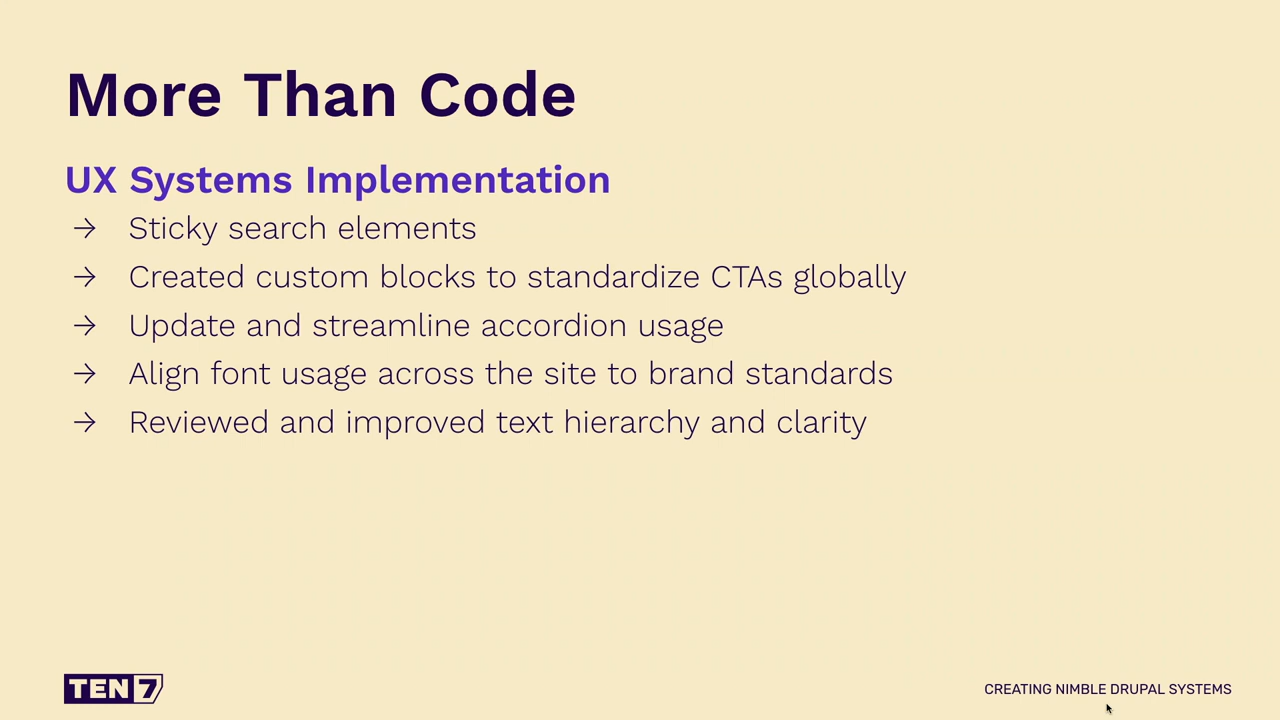 More Than Code
UX Systems Implementation
→ Sticky search elements
→ Created custom blocks to standardize CTAs globally
→ Update and streamline accordion usage
→ Align font usage across the site to brand standards
→ Reviewed and improved text hierarchy and clarity
TEN7
CREATING NIMBLE DRUPAL SYSTEMS